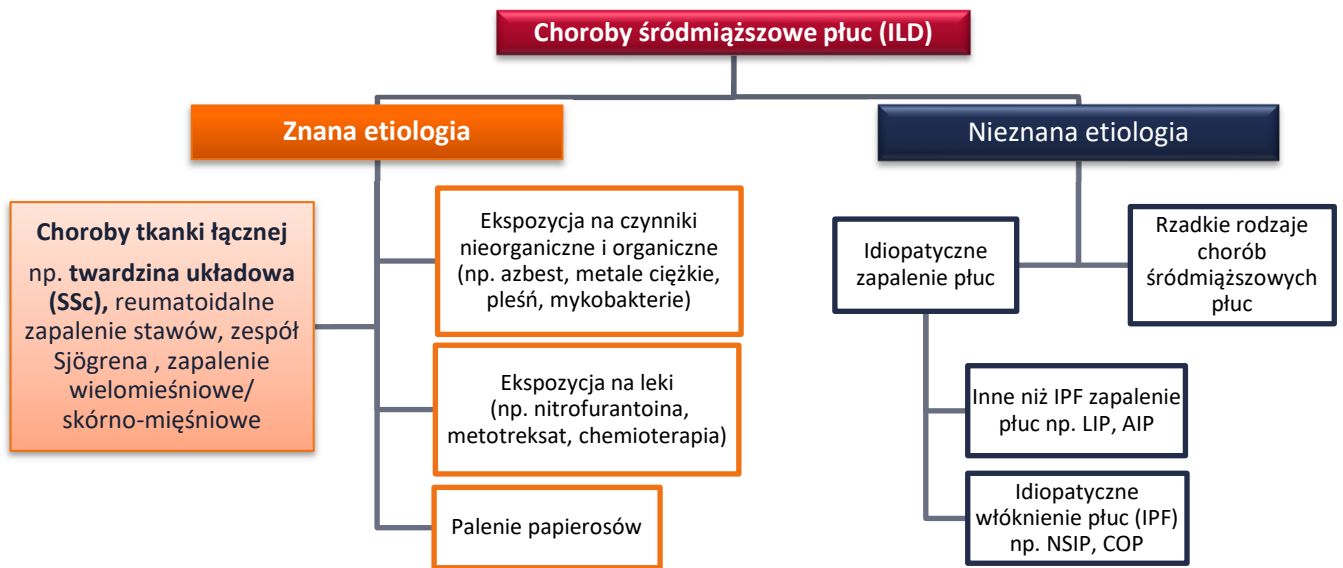 Choroby śródmiąższowe płuc (ILD)
Znana etiologia
Nieznana etiologia
Choroby tkanki łącznej
np. twardzina układowa
(SSc), reumatoidalne
zapalenie stawów, zespół
Sjögrena , zapalenie
wielomieśniowe/
skórno-mięśniowe
Ekspozycja na czynniki
nieorganiczne i organiczne
(np. azbest, metale ciężkie,
pleśń, mykobakterie)
Ekspozycja na leki
(np. nitrofurantoina,
metotreksat, chemioterapia)
Palenie papierosów
Idiopatyczne
zapalenie płuc
Rzadkie rodzaje
chorób
śródmiąższowych
płuc
Inne niż IPF zapalenie
płuc np. LIP, AIP
Idiopatyczne
włóknienie płuc (IPF)
np. NSIP, COP